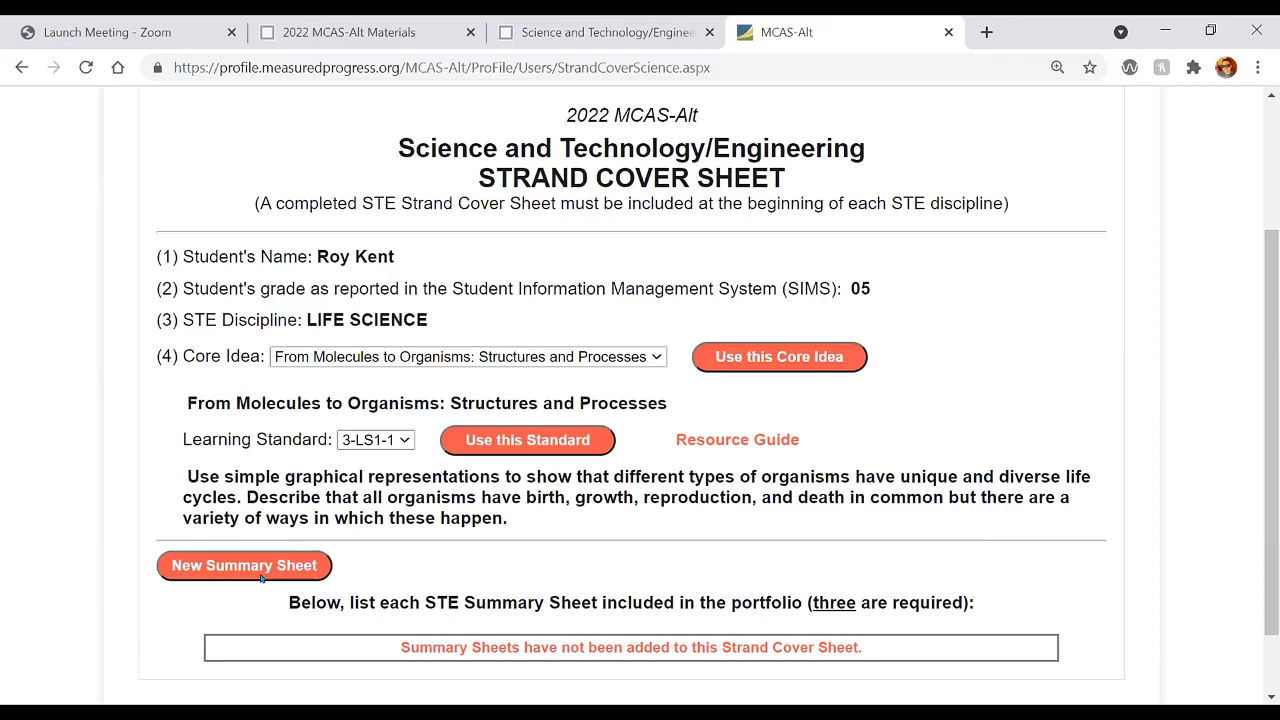 Launch Meeting - Zoom
2022 MCAS-Alt Materials
Science and Technology/Enginee
MCAS-Alt
https://profile.measuredprogress.org/MCAS-Alt/ProFile/Users/StrandCoverScience.aspx
2022 MCAS-Alt
Science and Technology/Engineering
STRAND COVER SHEET
(A completed STE Strand Cover Sheet must be included at the beginning of each STE discipline)
(1) Student's Name: Roy Kent
(2) Student's grade as reported in the Student Information Management System (SIMS): 05
(3) STE Discipline: LIFE SCIENCE
(4) Core Idea: From Molecules to Organisms: Structures and Processes Use this Core Idea
From Molecules to Organisms: Structures and Processes
Learning Standard: 3-LS1-1 Use this Standard Resource Guide
Use simple graphical representations to show that different types of organisms have unique and diverse life
cycles. Describe that all organisms have birth, growth, reproduction, and death in common but there are a
variety of ways in which these happen.
New Summary Sheet
Below, list each STE Summary Sheet included in the portfolio (three are required):
Summary Sheets have not been added to this Strand Cover Sheet.